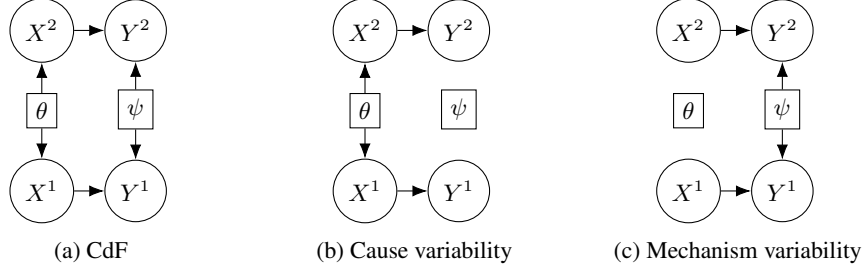 X² Y² X² Y² X² Y²
θ ψ θ ψ θ ψ
X¹ Y¹ X¹ Y¹ X¹ Y¹
(a) CdF (b) Cause variability (c) Mechanism variability